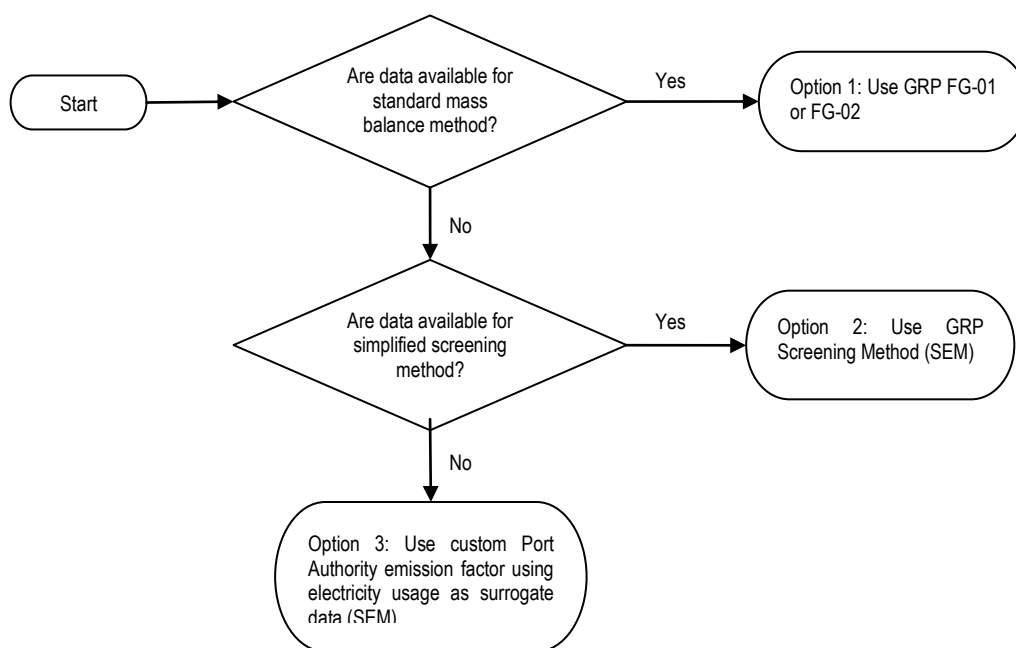 Start
Are data available for
standard mass
balance method?
Yes
Option 1: Use GRP FG-01
or FG-02
No
Are data available for
simplified screening
method?
Yes
Option 2: Use GRP
Screening Method (SEM)
No
Option 3: Use custom Port
Authority emission factor using
electricity usage as surrogate
data (SEM)